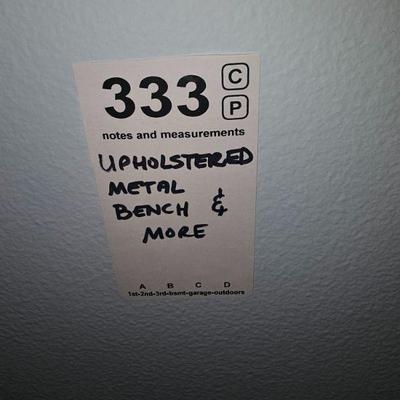 333 C
P
notes and measurements
UPHOLSTERED
METAL
BENCH &
MORE
A B C D
1st-2nd-3rd-bsmt-garage-outdoors